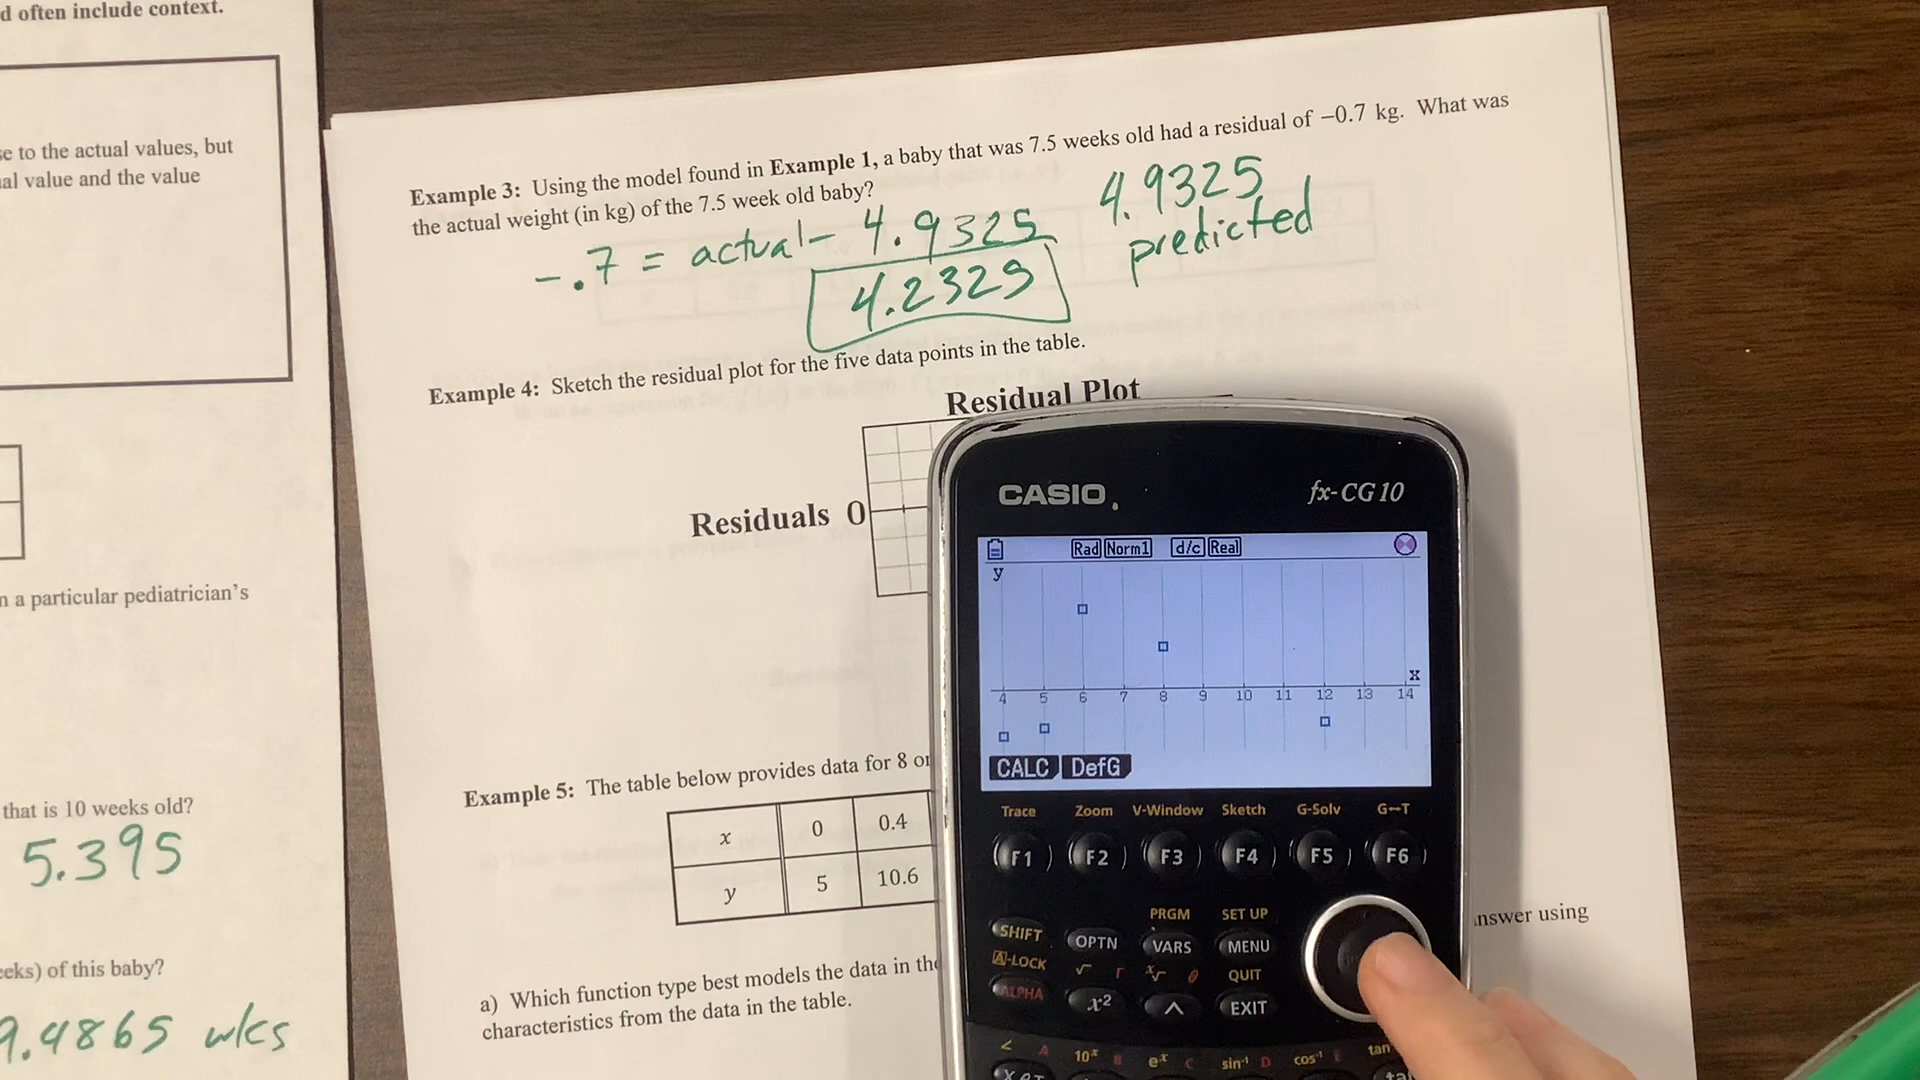 d often include context.
se to the actual values, but
al value and the value
n a particular pediatrician's
that is 10 weeks old?
5.395
eeks) of this baby?
9.4865 wks
Example 3: Using the model found in Example 1, a baby that was 7.5 weeks old had a residual of −0.7 kg. What was
the actual weight (in kg) of the 7.5 week old baby?
4.9325
predicted
-.7 = actual - 4.9325
4.2325
Example 4: Sketch the residual plot for the five data points in the table.
Residual Plot
Residuals 0
Example 5: The table below provides data for 8 or
x 0 0.4
y 5 10.6
nswer using
a) Which function type best models the data in the
characteristics from the data in the table.
CASIO fx-CG10
Rad Norm1 d/c Real
y
x
4 5 6 7 8 9 10 11 12 13 14
CALC DefG
Trace Zoom V-Window Sketch G-Solv G↔T
F1 F2 F3 F4 F5 F6
PRGM SET UP
SHIFT OPTN VARS MENU
A-LOCK √ r θ QUIT
ALPHA x² ^ EXIT
∠ A 10ˣ B eˣ C sin⁻¹ D cos⁻¹ E tan